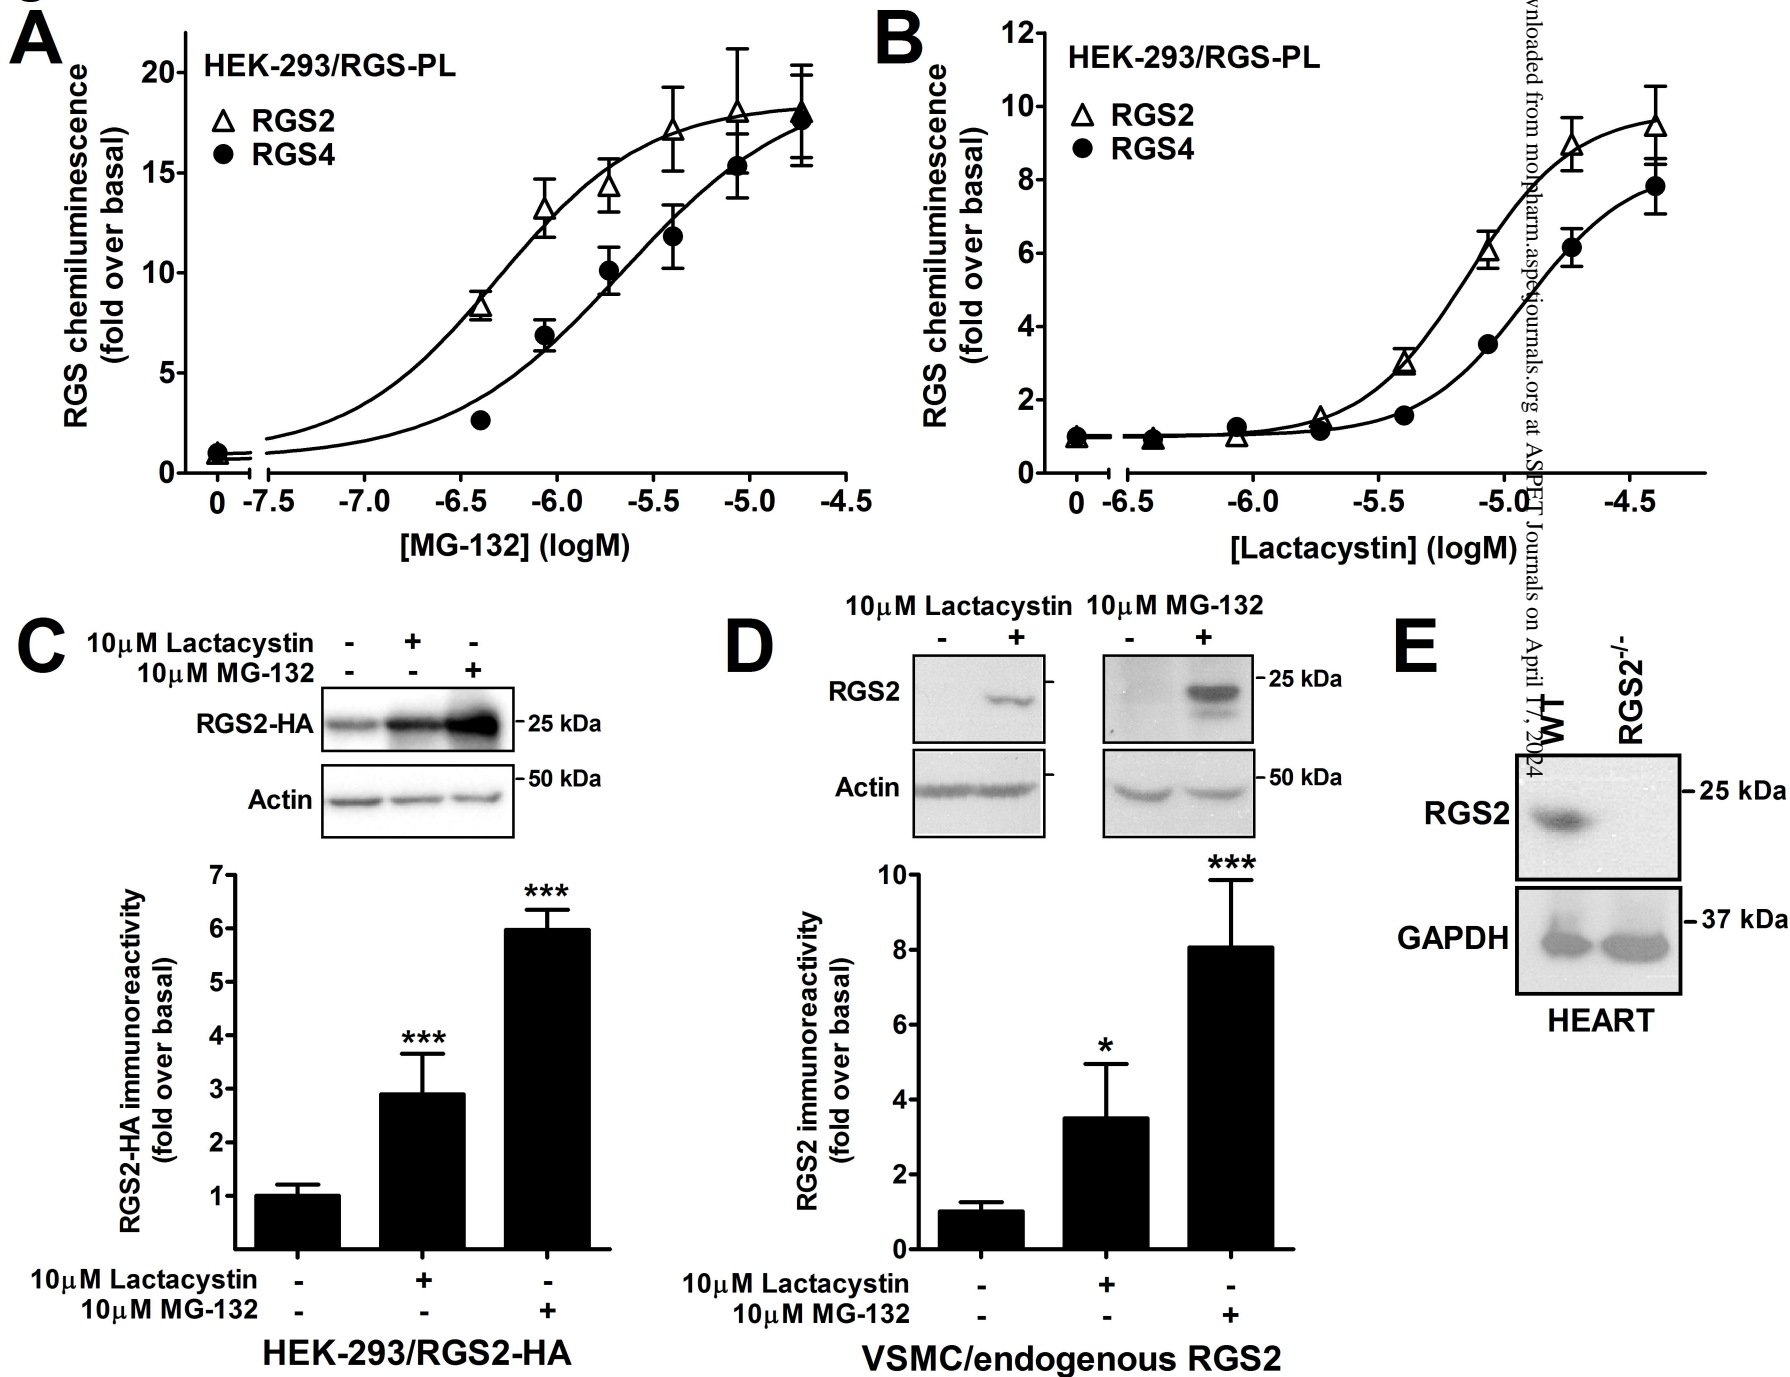 A
HEK-293/RGS-PL
RGS2
RGS4
RGS chemiluminescence
(fold over basal)
20
15
10
5
0
0 -7.5 -7.0 -6.5 -6.0 -5.5 -5.0 -4.5
[MG-132] (logM)
B
HEK-293/RGS-PL
RGS2
RGS4
RGS chemiluminescence
(fold over basal)
12
10
8
6
4
2
0
0 -6.5 -6.0 -5.5 -5.0 -4.5
[Lactacystin] (logM)
wnloaded from molpharm.aspetjournals.org at ASPET Journals on April 17, 2024
C
10μM Lactacystin - + -
10μM MG-132 - - +
RGS2-HA
25 kDa
Actin
50 kDa
RGS2-HA immunoreactivity
(fold over basal)
7
6
5
4
3
2
1
***
***
10μM Lactacystin - + -
10μM MG-132 - - +
HEK-293/RGS2-HA
D
10μM Lactacystin 10μM MG-132
- + - +
RGS2
25 kDa
Actin
50 kDa
RGS2 immunoreactivity
(fold over basal)
10
8
6
4
2
0
*
***
10μM Lactacystin - + -
10μM MG-132 - - +
VSMC/endogenous RGS2
E
WT
RGS2-/-
RGS2
25 kDa
GAPDH
37 kDa
HEART